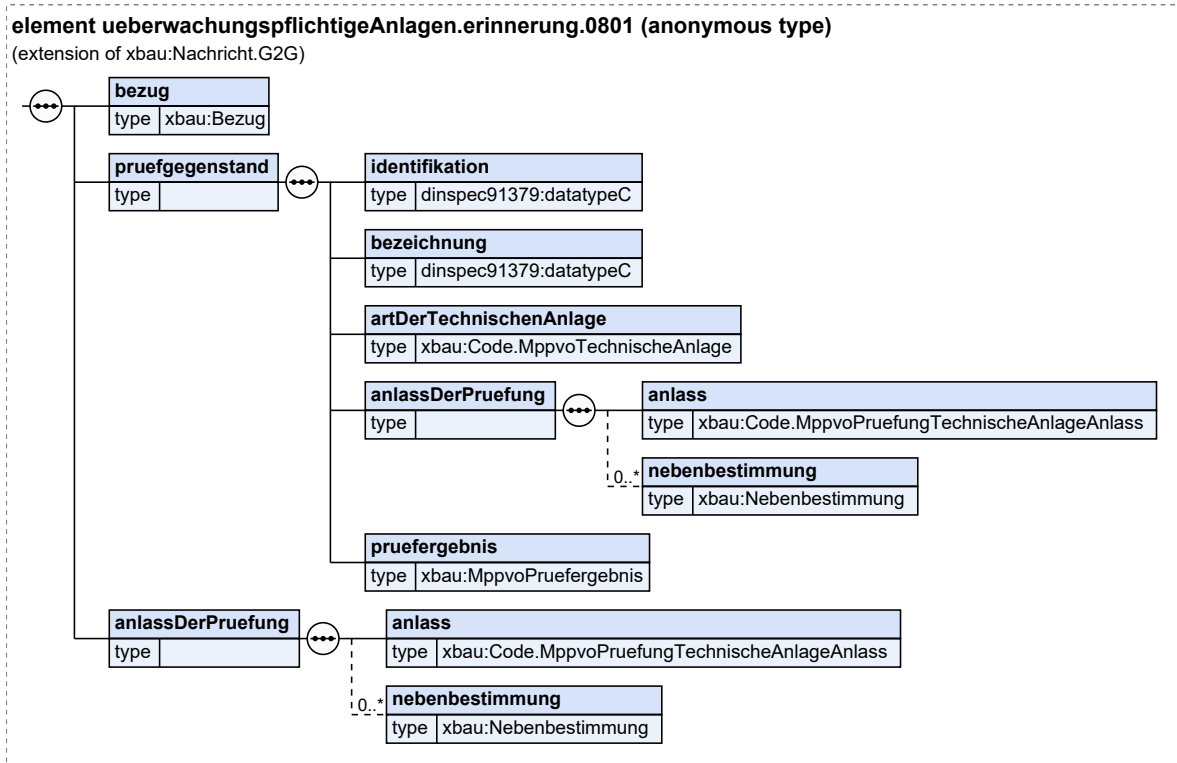 element ueberwachungspflichtigeAnlagen.erinnerung.0801 (anonymous type)
(extension of xbau:Nachricht.G2G)
bezug
type xbau:Bezug
pruefgegenstand
type
identifikation
type dinspec91379:datatypeC
bezeichnung
type dinspec91379:datatypeC
artDerTechnischenAnlage
type xbau:Code.MppvoTechnischeAnlage
anlassDerPruefung
type
anlass
type xbau:Code.MppvoPruefungTechnischeAnlageAnlass
0..* nebenbestimmung
type xbau:Nebenbestimmung
pruefergebnis
type xbau:MppvoPruefergebnis
anlassDerPruefung
type
anlass
type xbau:Code.MppvoPruefungTechnischeAnlageAnlass
0..* nebenbestimmung
type xbau:Nebenbestimmung